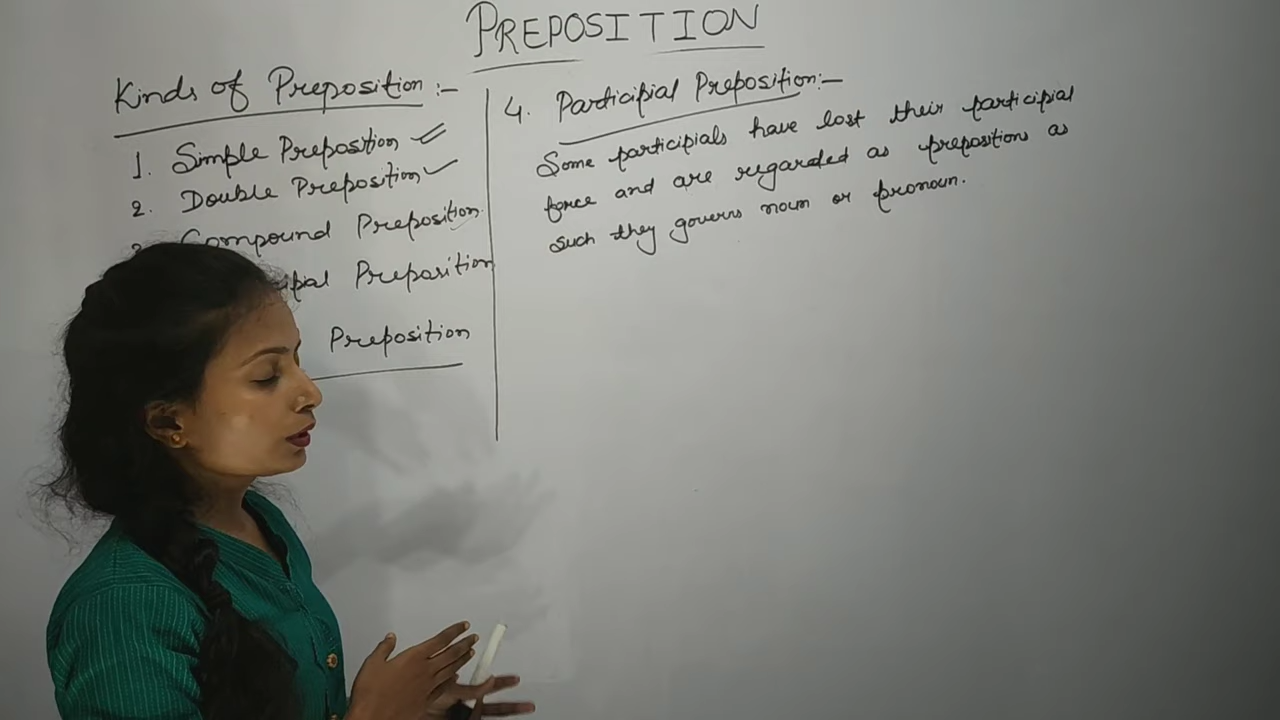 PREPOSITION
Kinds of Preposition :-
1. Simple Preposition
2. Double Preposition
Compound Preposition
Preposition
Preposition
4. Participial Preposition:-
Some participials have lost their participial
force and are regarded as prepositions as
such they governs noun or pronoun.